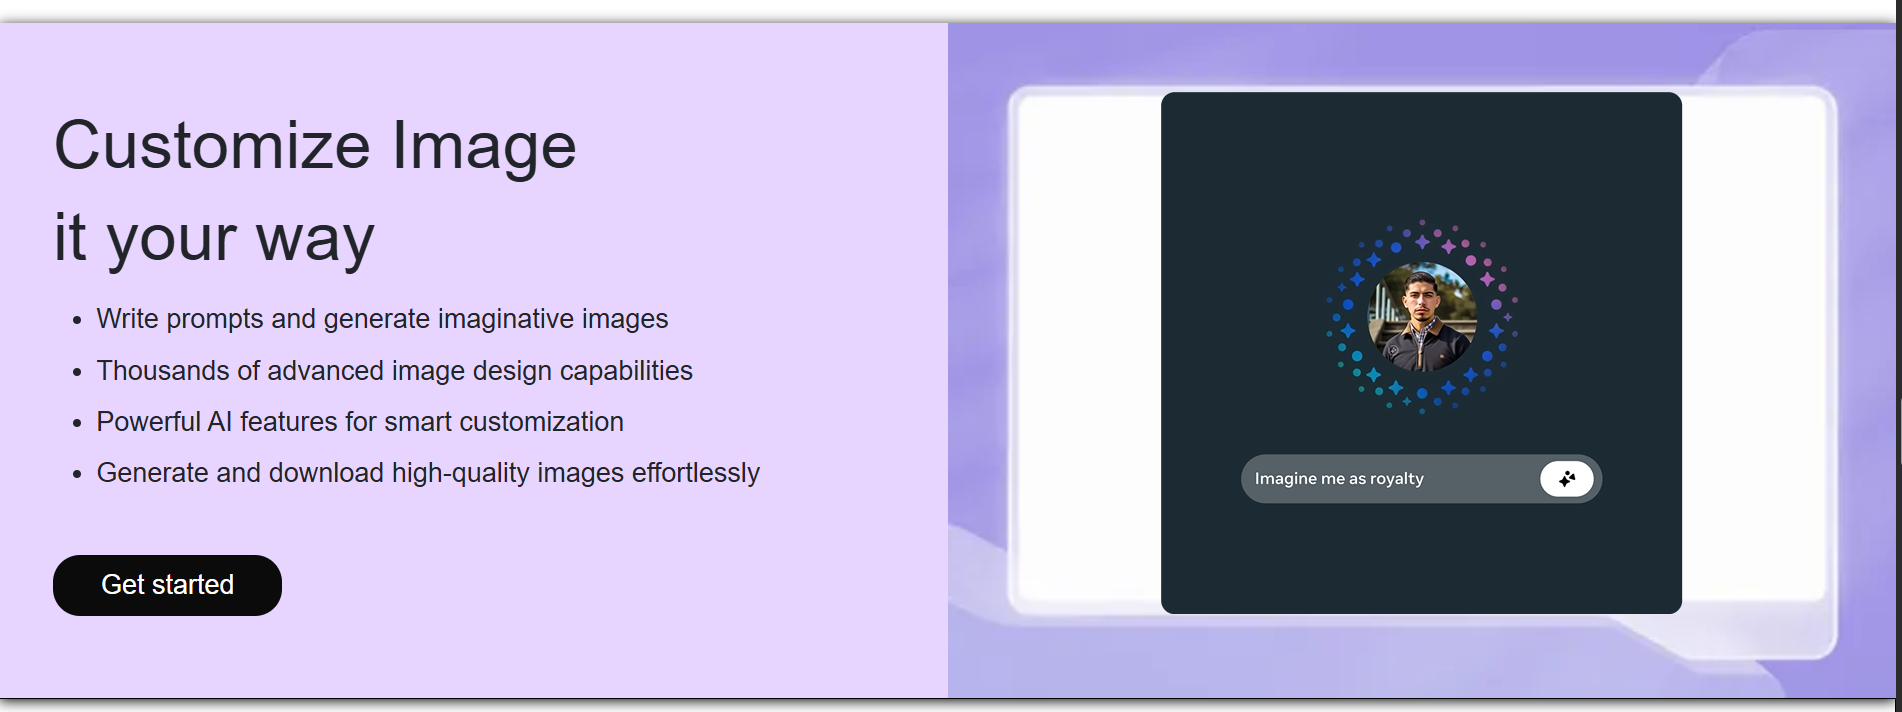 Customize Image
it your way
• Write prompts and generate imaginative images
• Thousands of advanced image design capabilities
• Powerful AI features for smart customization
• Generate and download high-quality images effortlessly
Get started
Imagine me as royalty